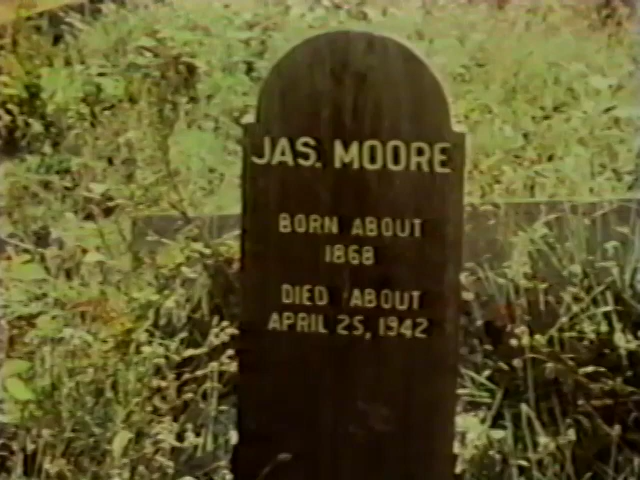 JAS. MOORE
BORN ABOUT
1868
DIED ABOUT
APRIL 25, 1942